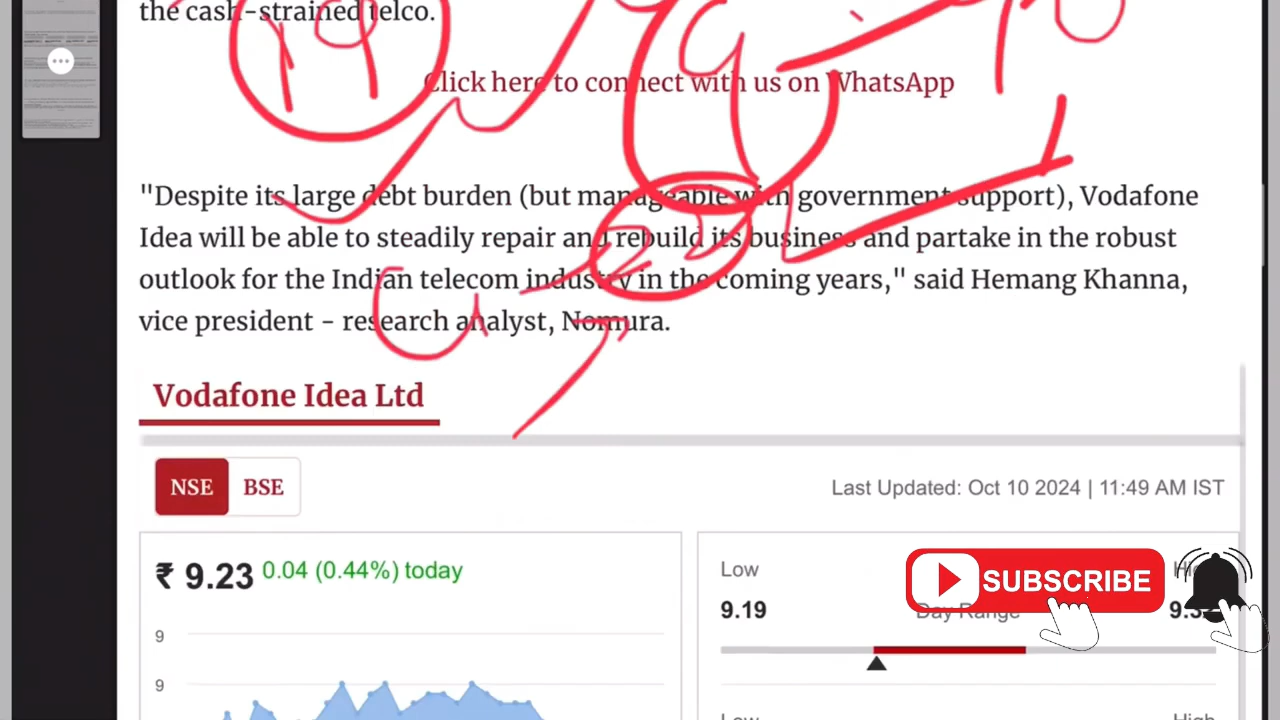 the cash-strained telco.
Click here to connect with us on WhatsApp
"Despite its large debt burden (but manageable with government support), Vodafone
Idea will be able to steadily repair and rebuild its business and partake in the robust
outlook for the Indian telecom industry in the coming years," said Hemang Khanna,
vice president - research analyst, Nomura.
Vodafone Idea Ltd
NSE BSE
Last Updated: Oct 10 2024 | 11:49 AM IST
₹ 9.23 0.04 (0.44%) today
Low
SUBSCRIBE
9.19 Day Range
9
9
Low High